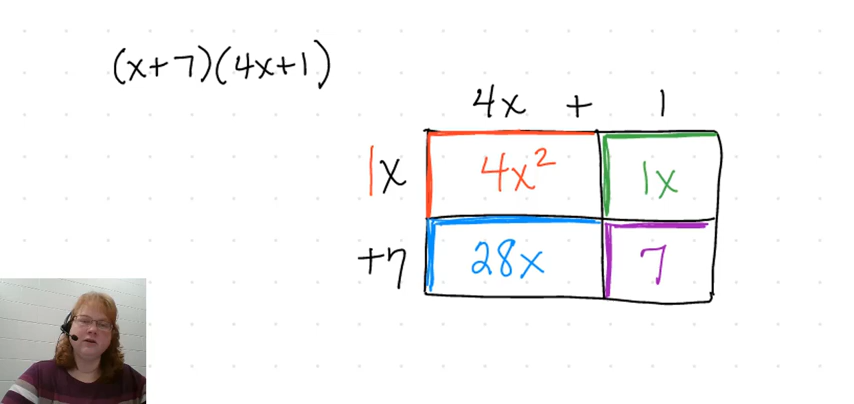 (x+7)(4x+1)
4x + 1
1x 4x² 1x
+7 28x 7